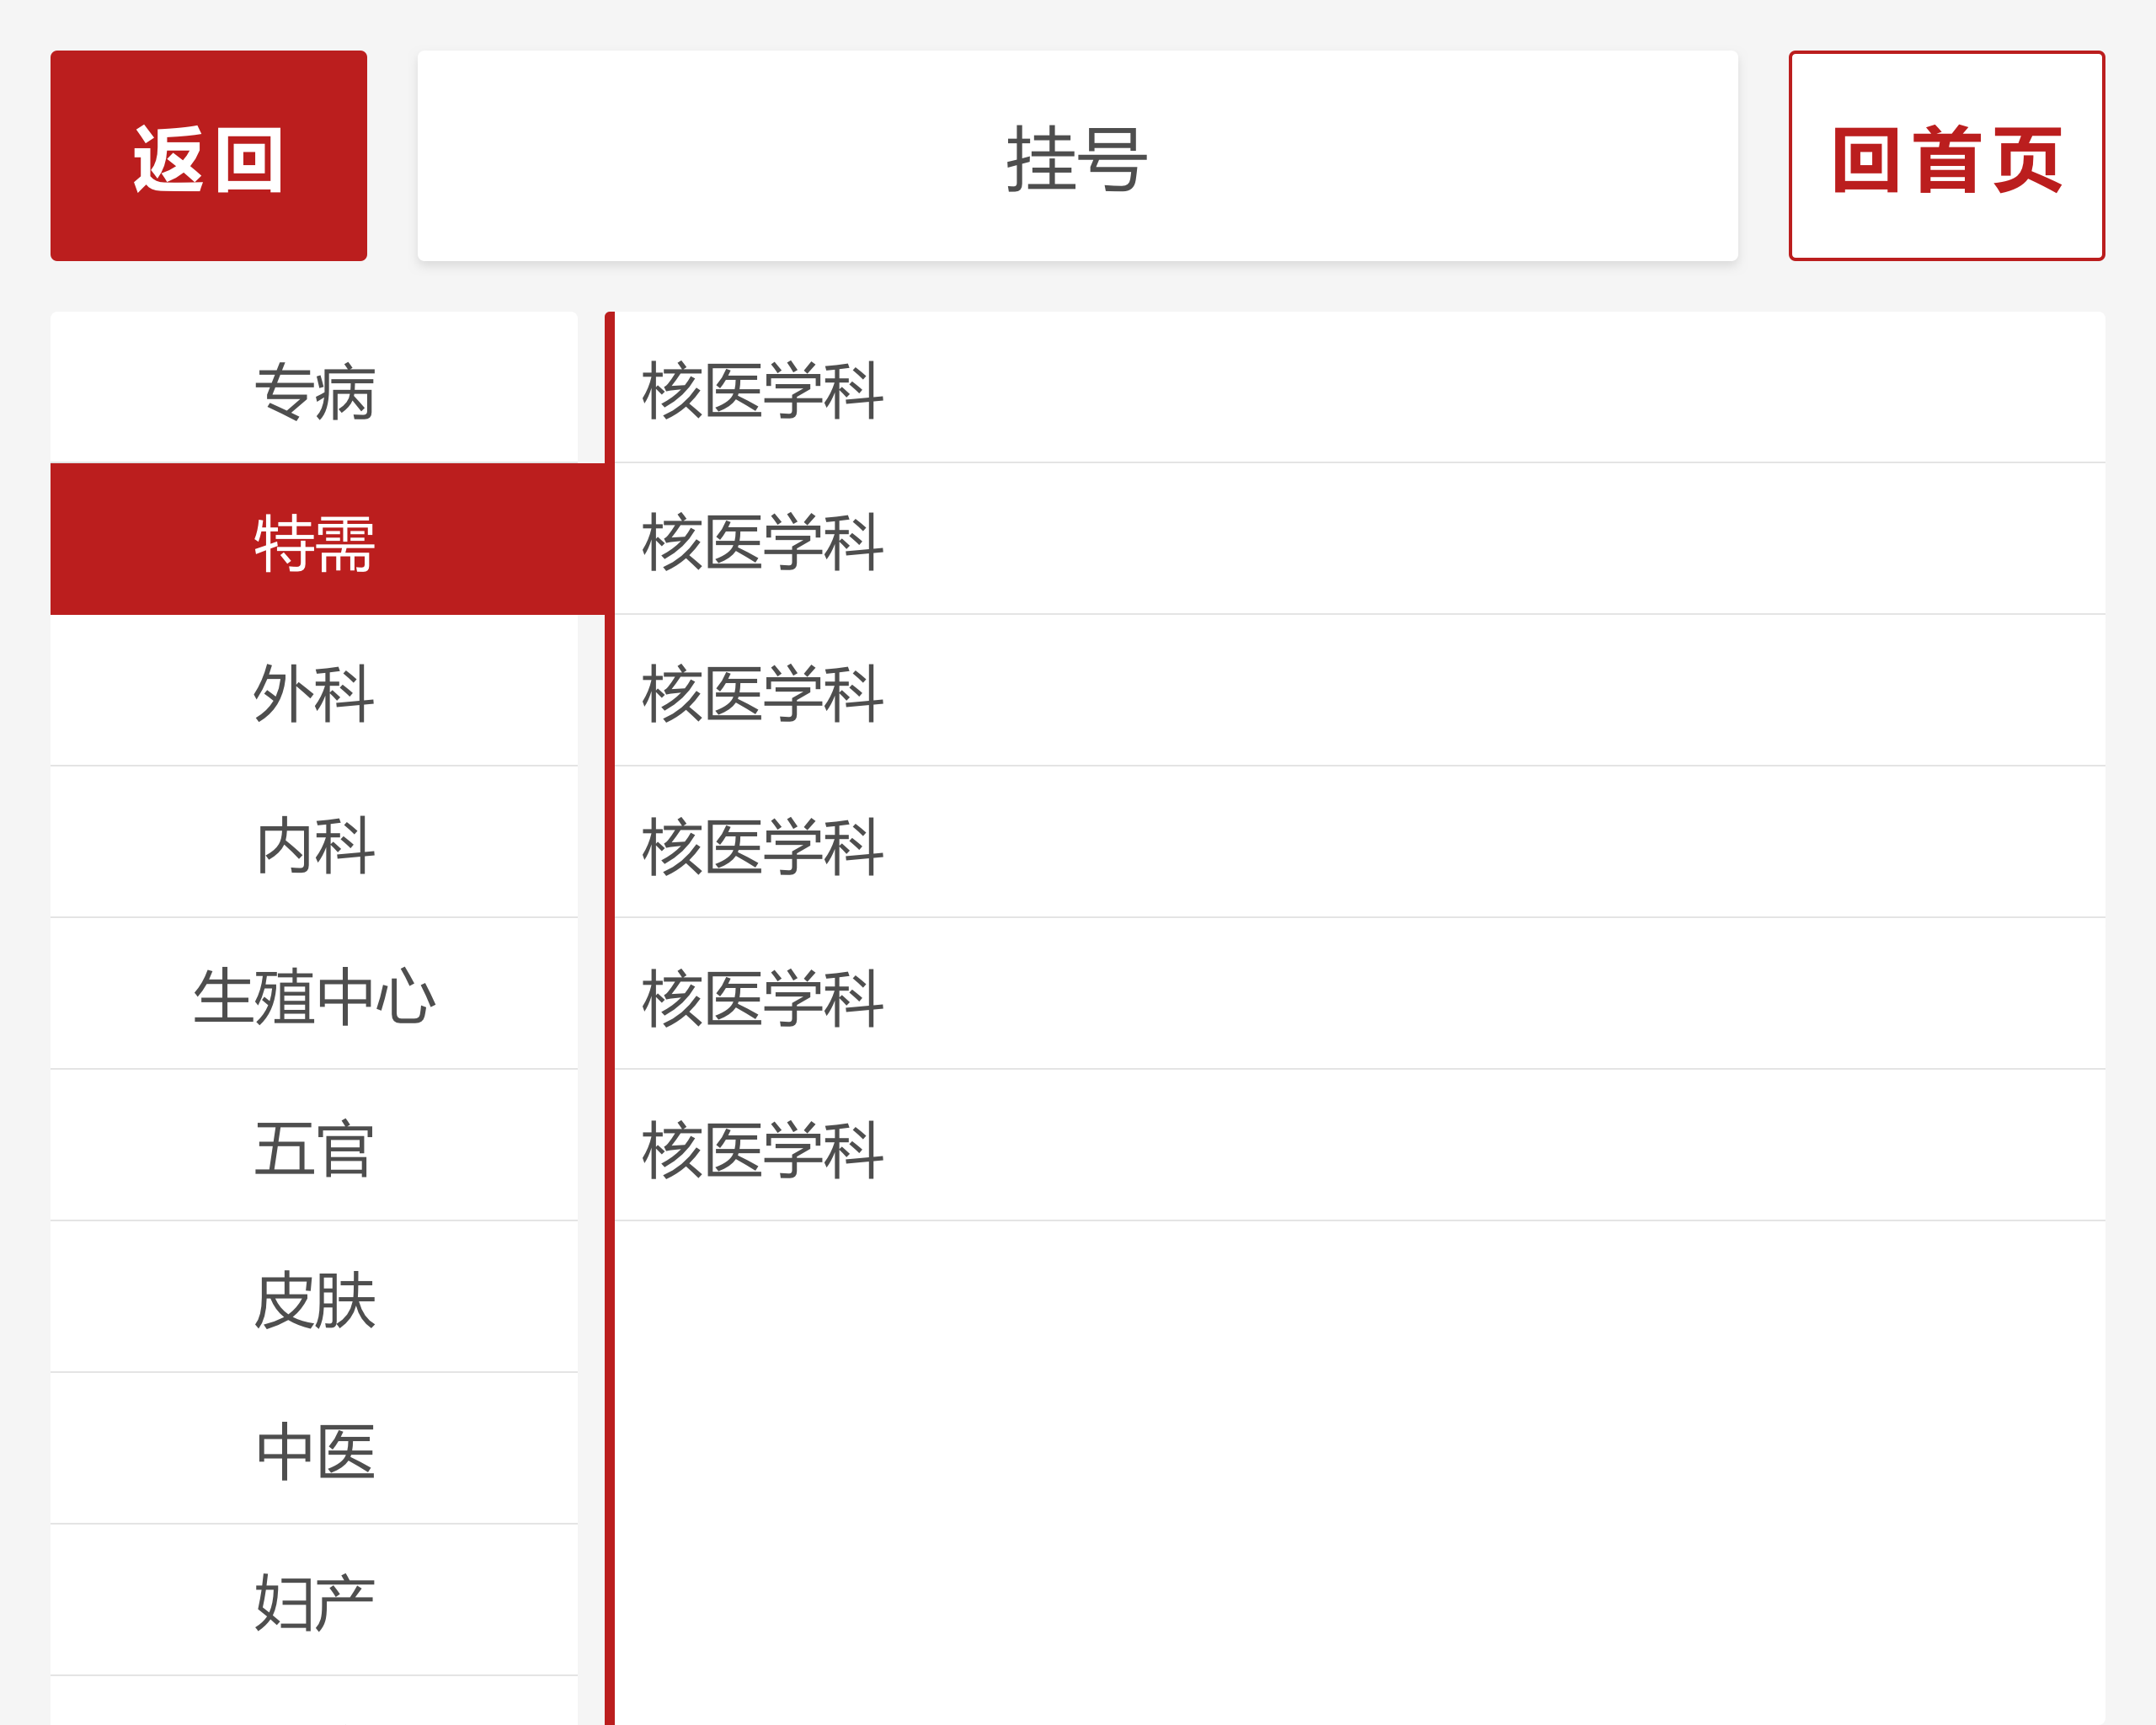 返回
挂号
回首页
专病
特需
外科
内科
生殖中心
五官
皮肤
中医
妇产
核医学科
核医学科
核医学科
核医学科
核医学科
核医学科